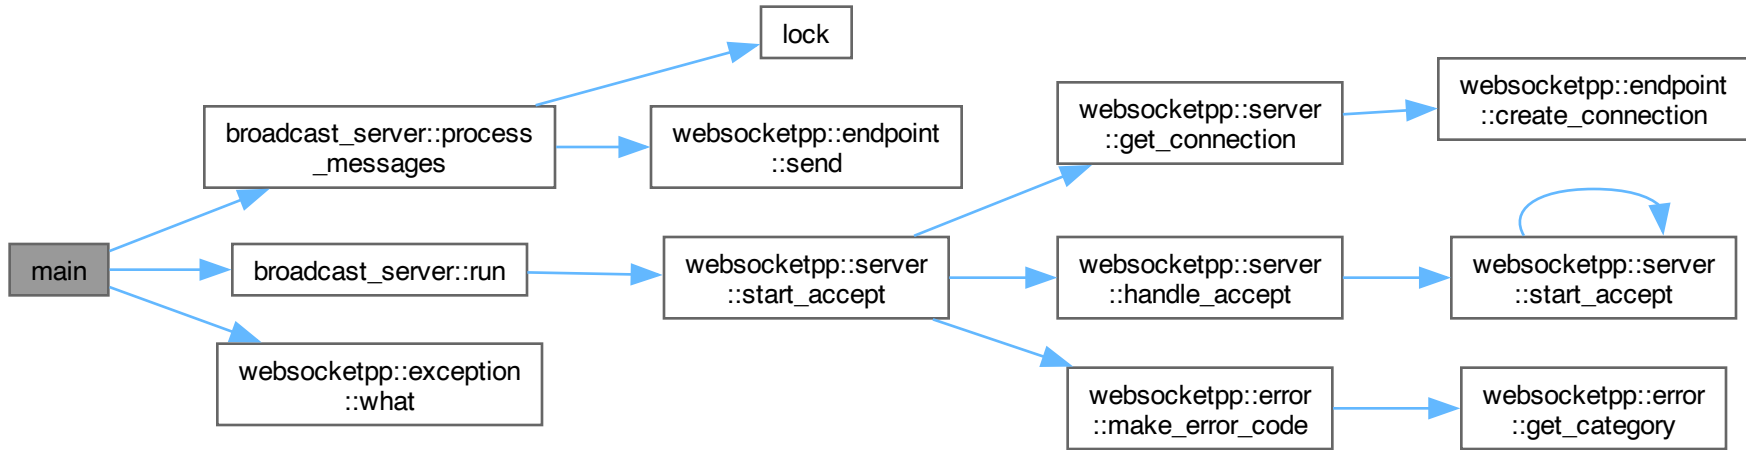 main
broadcast_server::process
_messages
lock
websocketpp::endpoint
::send
broadcast_server::run
websocketpp::server
::start_accept
websocketpp::server
::get_connection
websocketpp::endpoint
::create_connection
websocketpp::server
::handle_accept
websocketpp::server
::start_accept
websocketpp::error
::make_error_code
websocketpp::error
::get_category
websocketpp::exception
::what